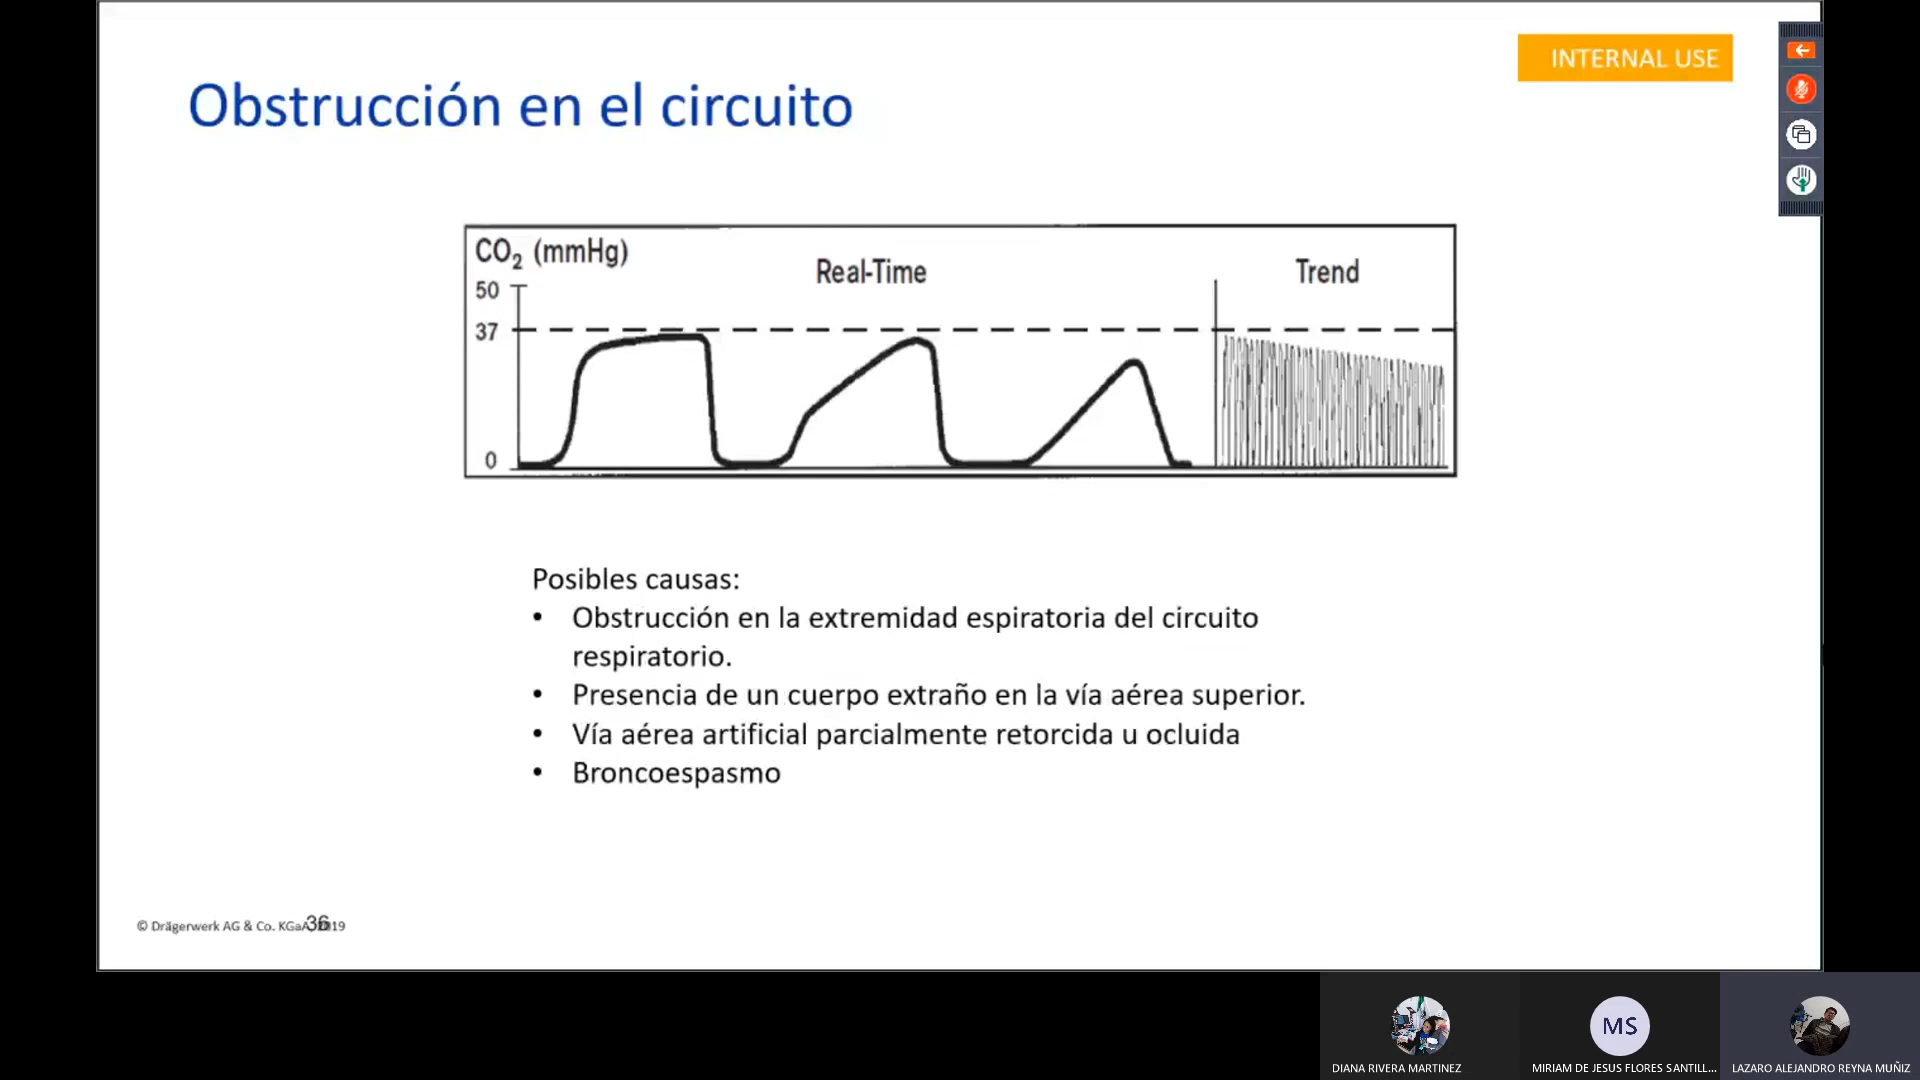 INTERNAL USE
Obstrucción en el circuito
CO₂ (mmHg)
Real-Time
Trend
50
37
0
Posibles causas:
• Obstrucción en la extremidad espiratoria del circuito
respiratorio.
• Presencia de un cuerpo extraño en la vía aérea superior.
• Vía aérea artificial parcialmente retorcida u ocluida
• Broncoespasmo
© Drägerwerk AG & Co. KGaA, 2019
36
MS
DIANA RIVERA MARTINEZ
MIRIAM DE JESUS FLORES SANTILL...
LAZARO ALEJANDRO REYNA MUÑIZ